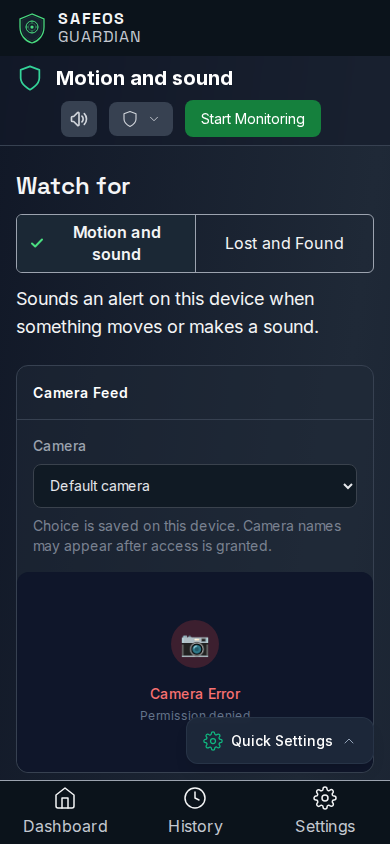 SAFEOS
GUARDIAN
Motion and sound
Start Monitoring
Watch for
Motion and
sound
Lost and Found
Sounds an alert on this device when
something moves or makes a sound.
Camera Feed
Camera
Default camera
Choice is saved on this device. Camera names
may appear after access is granted.
Camera Error
Permission denied
Quick Settings
Dashboard
History
Settings